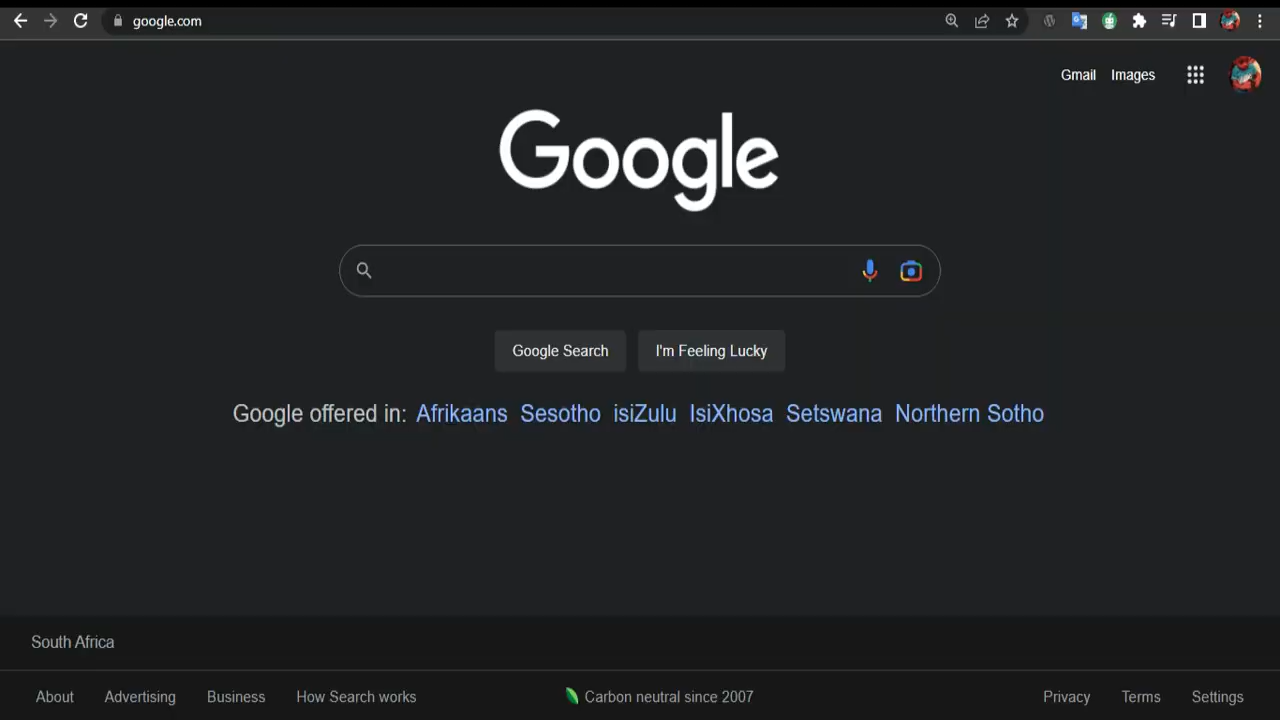 google.com
Gmail Images
Google
Google Search I'm Feeling Lucky
Google offered in: Afrikaans Sesotho isiZulu IsiXhosa Setswana Northern Sotho
South Africa
About Advertising Business How Search works Carbon neutral since 2007 Privacy Terms Settings